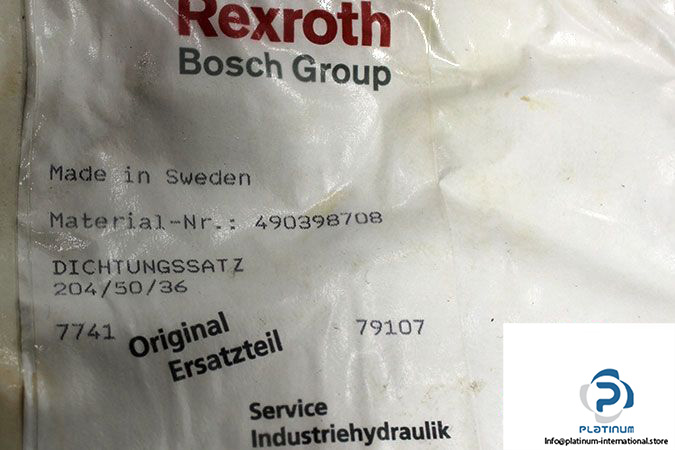 Rexroth
Bosch Group
Made in Sweden
Material-Nr.: 490398708
DICHTUNGSSATZ
204/50/36
7741
79107
Original
Ersatzteil
Service
Industriehydraulik
PLATINUM
Info@platinum-international.store